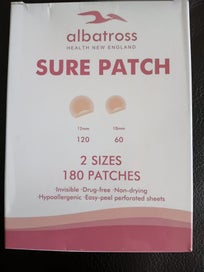 albatross
HEALTH NEW ENGLAND
SURE PATCH
12mm 10mm
120 60
2 SIZES
180 PATCHES
Invisible ·Drug-free ·Non-drying
·Hypoallergenic ·Easy-peel perforated sheets